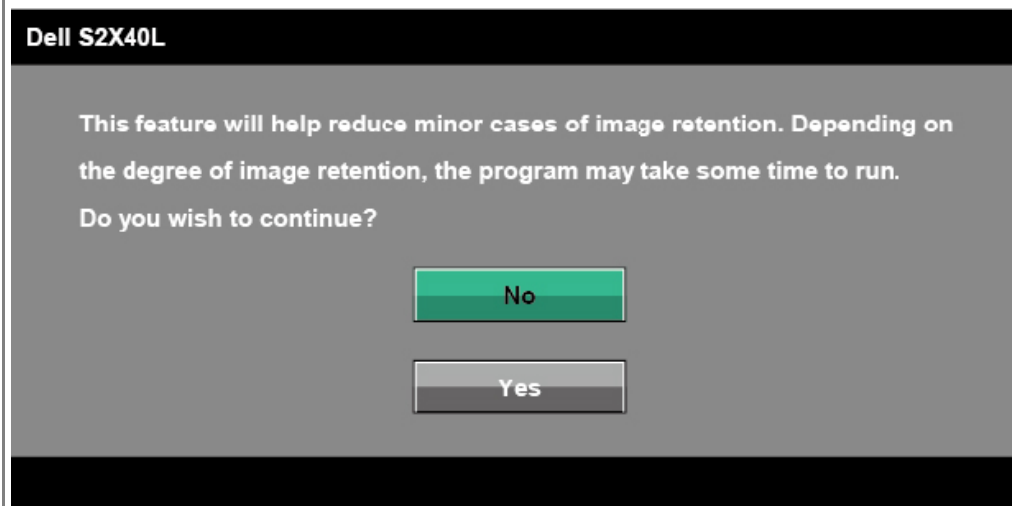 Dell S2X40L
This feature will help reduce minor cases of image retention. Depending on
the degree of image retention, the program may take some time to run.
Do you wish to continue?
No
Yes